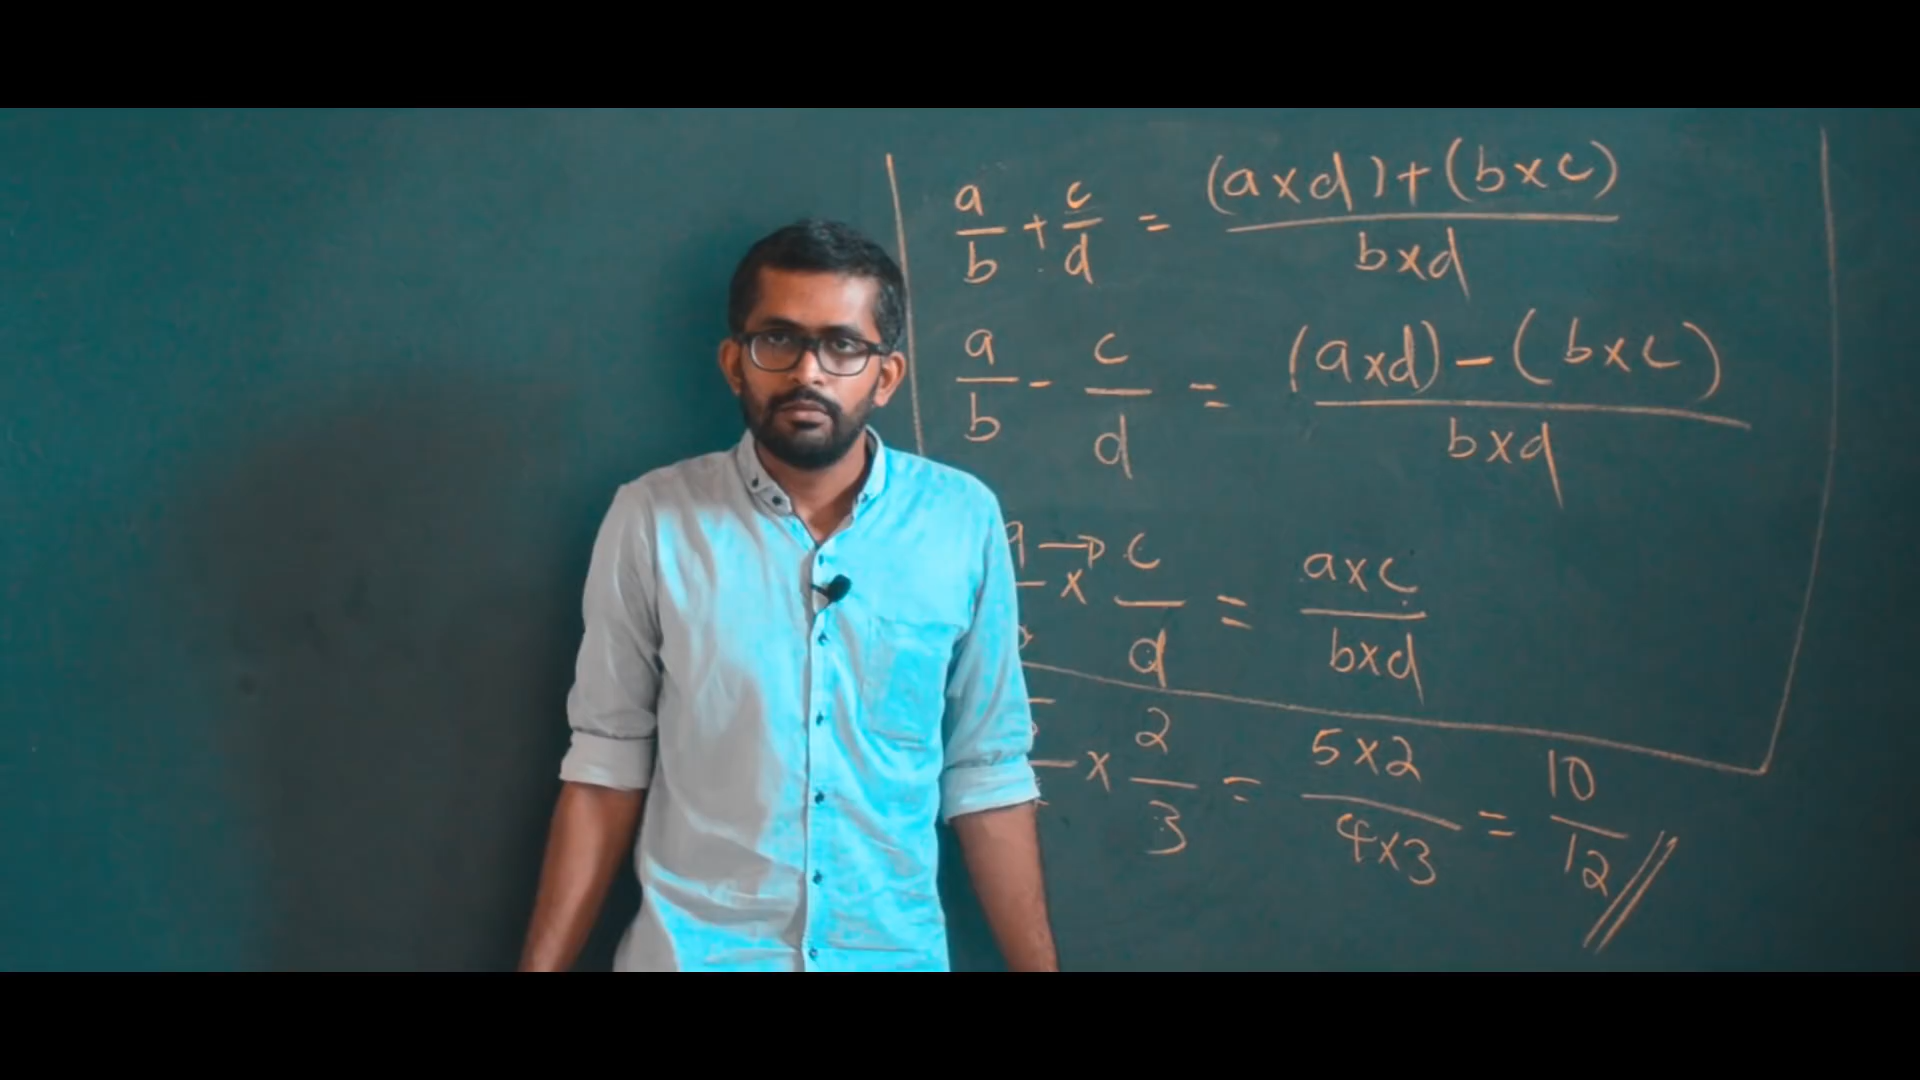 a/b + c/d = (a x d) + (b x c) / b x d
a/b - c/d = (a x d) - (b x c) / b x d
a → x c/d = a x c / b x d
x 2/3 = 5 x 2 / 4 x 3 = 10/12 //